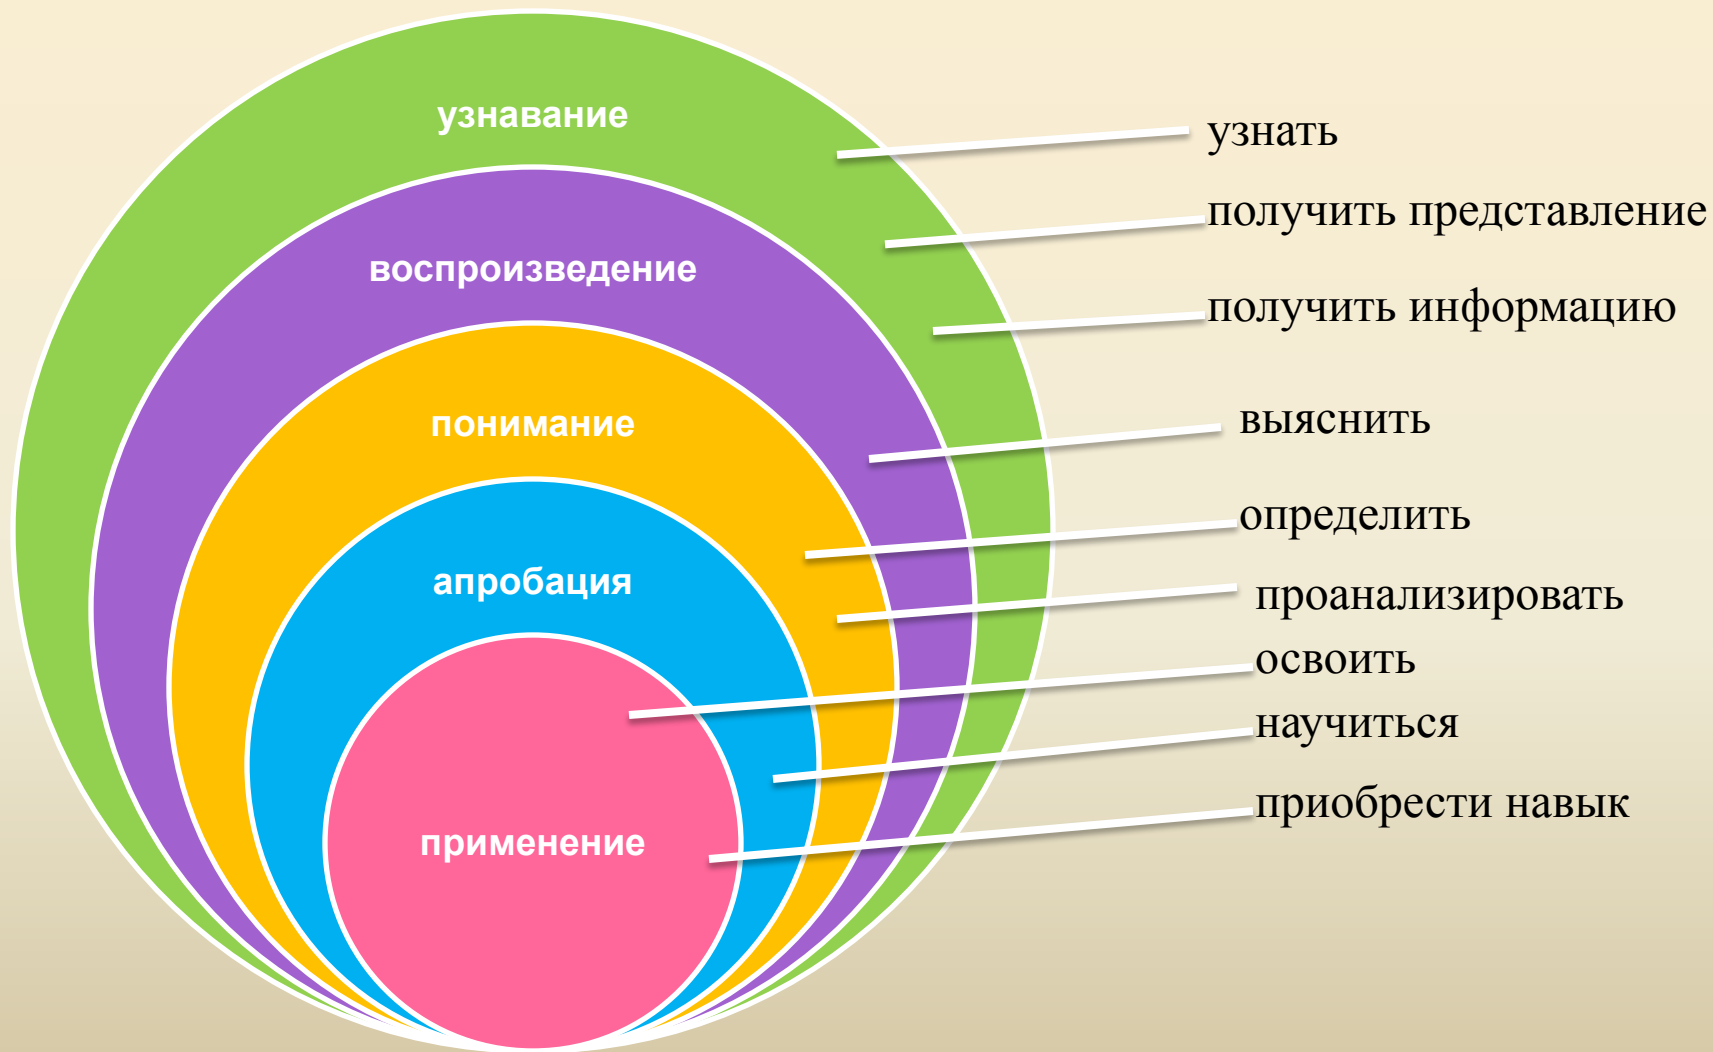 узнавание
воспроизведение
понимание
апробация
применение
узнать
получить представление
получить информацию
выяснить
определить
проанализировать
освоить
научиться
приобрести навык